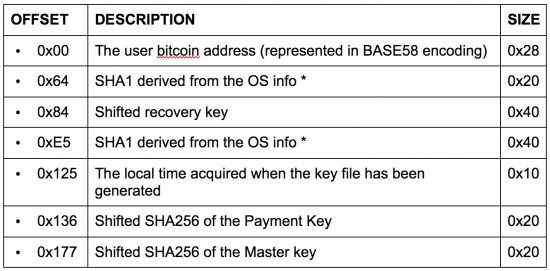 OFFSET DESCRIPTION SIZE
• 0x00 The user bitcoin address (represented in BASE58 encoding) 0x28
• 0x64 SHA1 derived from the OS info * 0x20
• 0x84 Shifted recovery key 0x40
• 0xE5 SHA1 derived from the OS info * 0x40
• 0x125 The local time acquired when the key file has been 0x10
generated
• 0x136 Shifted SHA256 of the Payment Key 0x20
• 0x177 Shifted SHA256 of the Master key 0x20